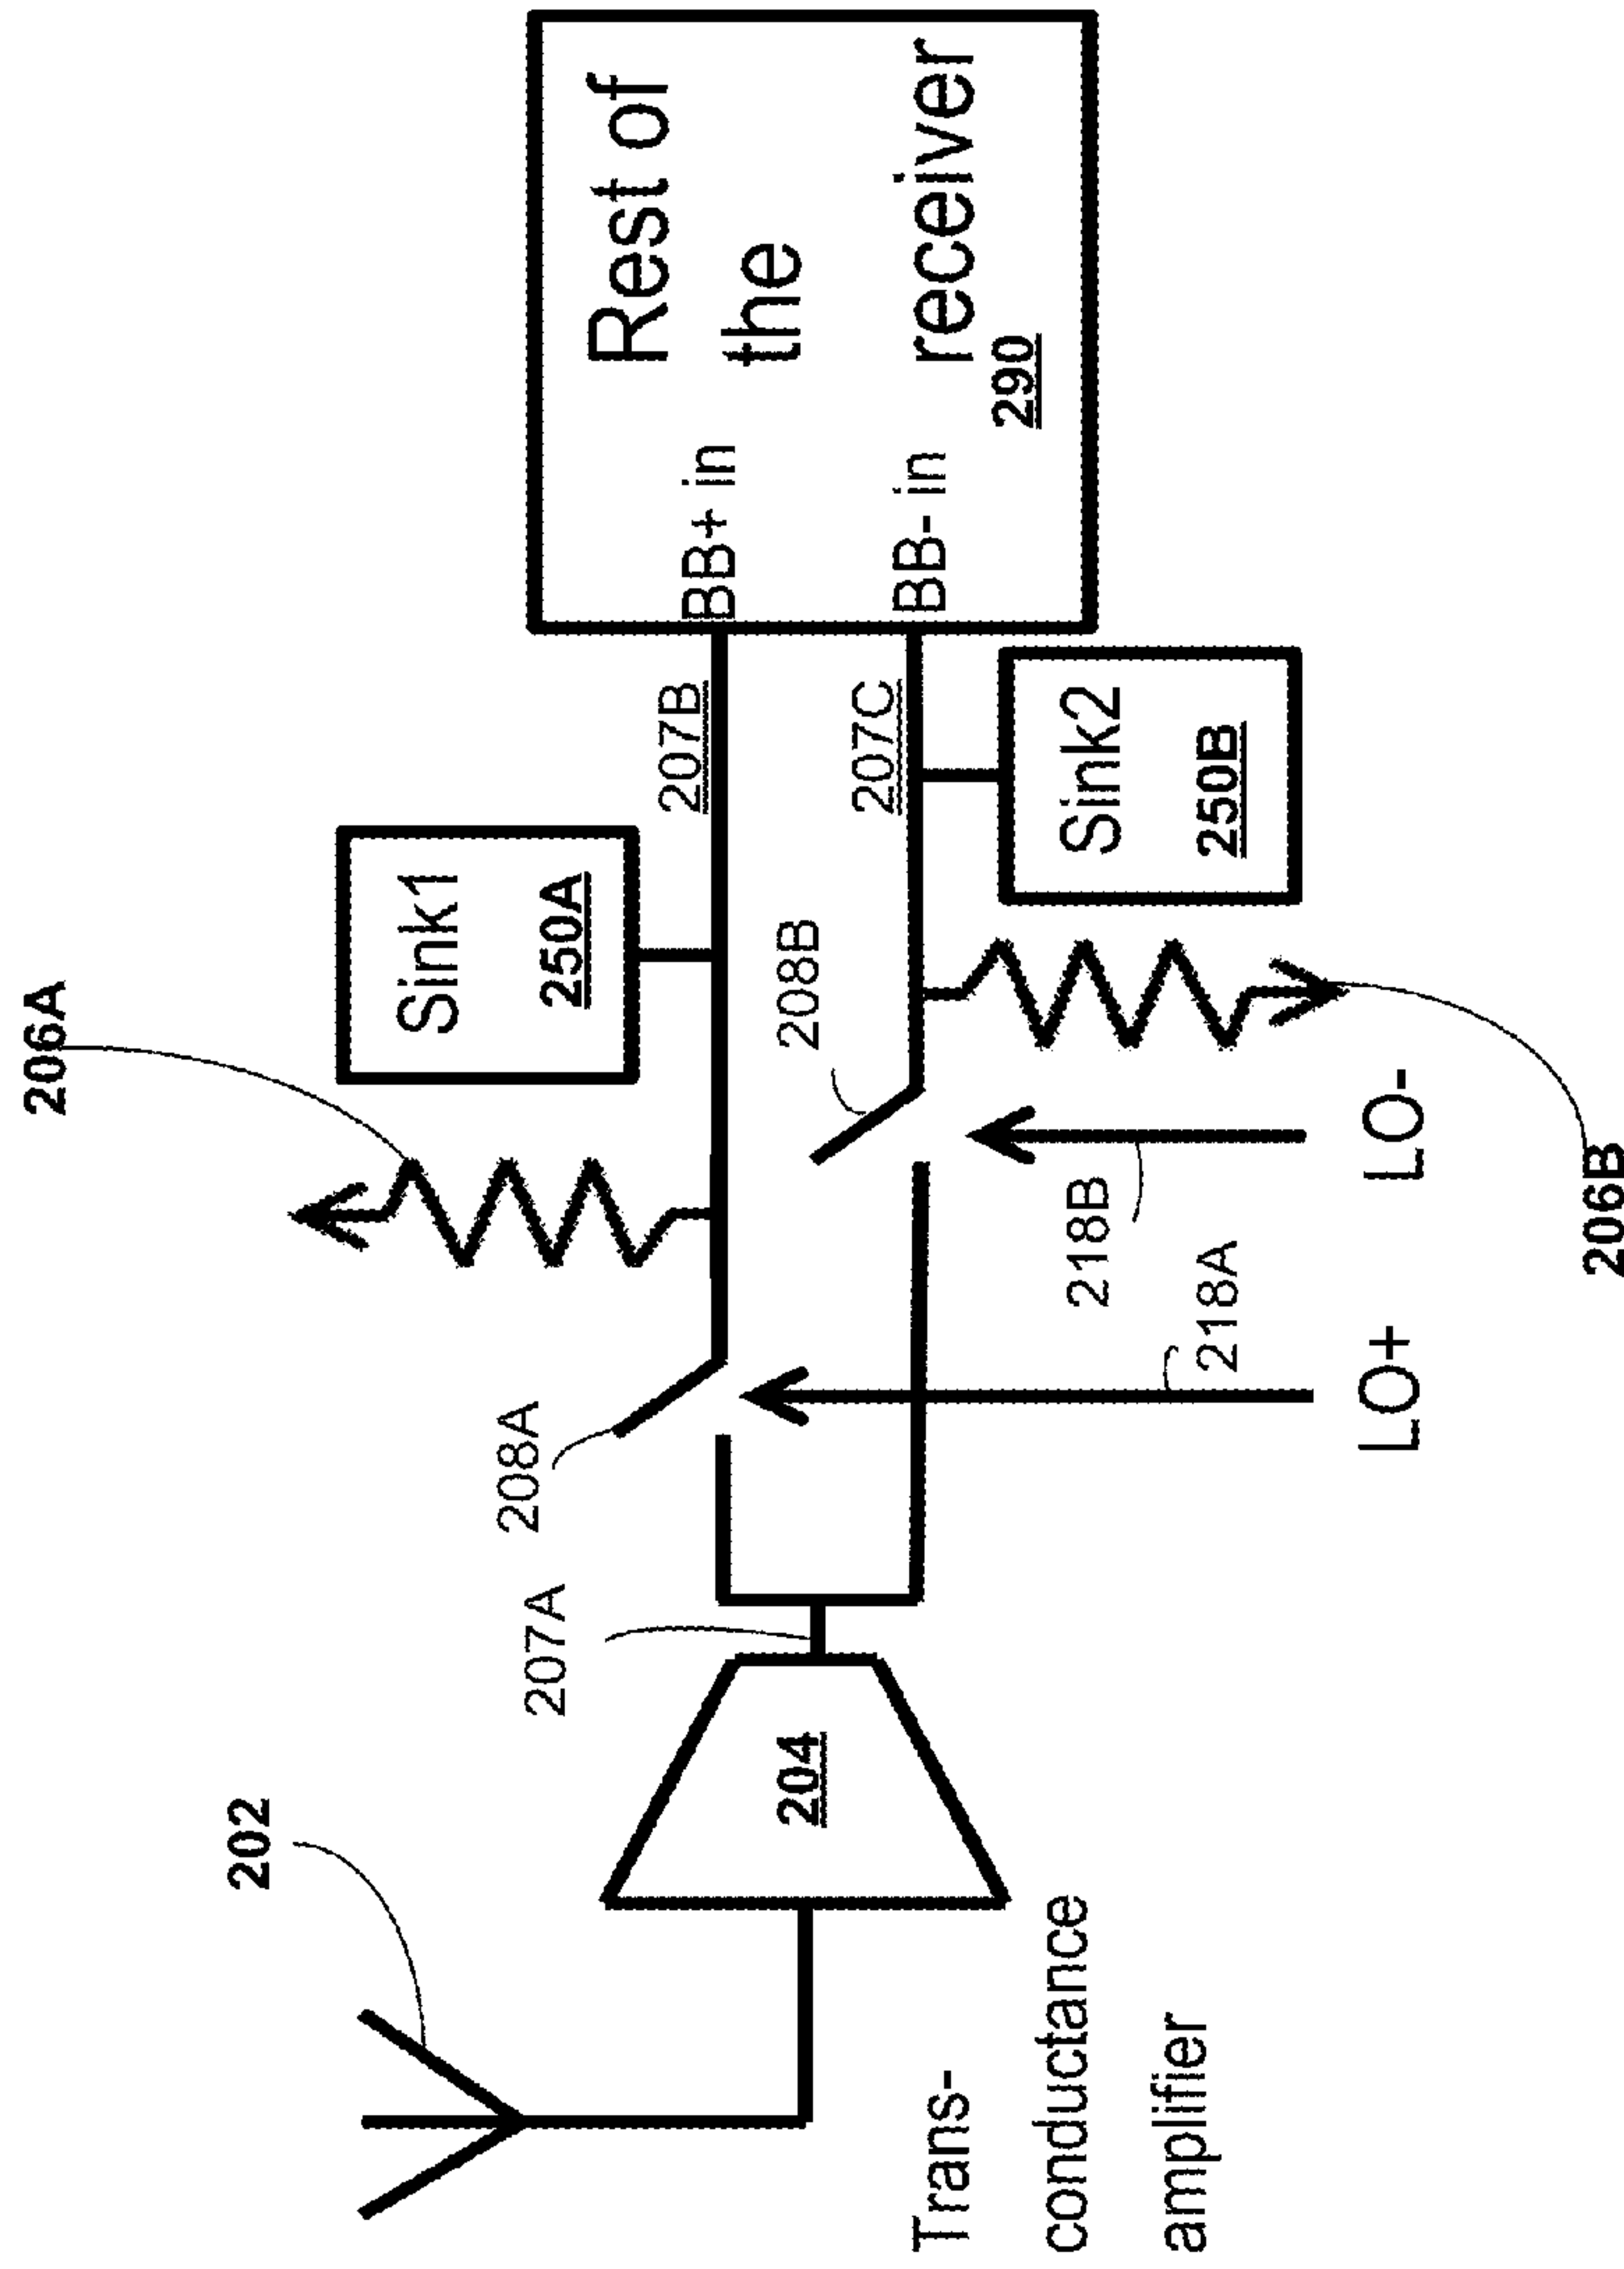 206A
202
Sink1
250A
208A
207A
207B
BB+ in
Rest of
the
receiver
290
BB- in
207C
208B
204
Sink2
250B
Trans-
conductance
amplifier
218B
218A
LO+
LO-
206B